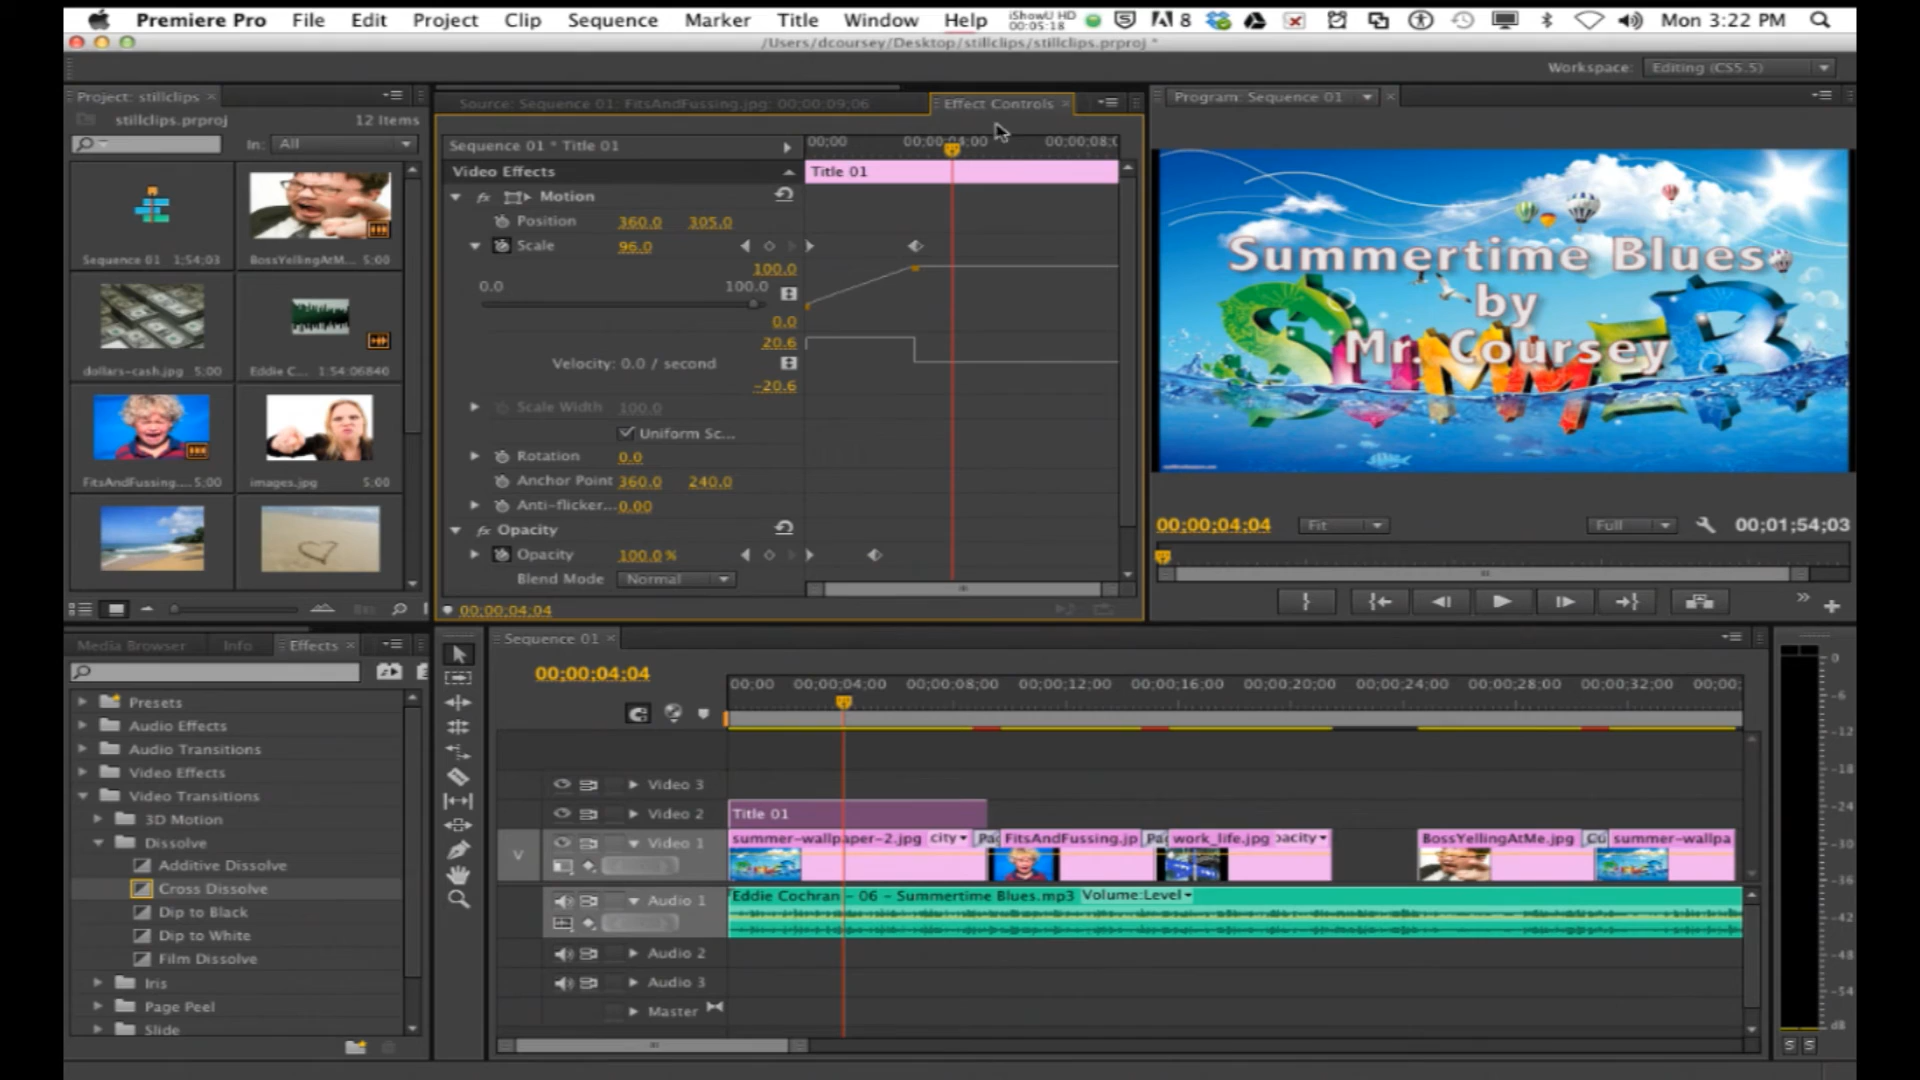 Premiere Pro File Edit Project Clip Sequence Marker Title Window Help iShowU HD 00:05:18 8 Mon 3:22 PM
/Users/dcoursey/Desktop/stillclips/stillclips.prproj *
Workspace: Editing (CS5.5)
Project: stillclips
stillclips.prproj 12 Items
In: All
Sequence 01 1:54;03
BossYellingAtM... 5:00
dollars-cash.jpg 5;00
Eddie C... 1:54:06840
FitsAndFussing.... 5;00
images.jpg 5;00
Source: Sequence 01: FitsAndFussing.jpg: 00;00;09;06
Effect Controls
Sequence 01 * Title 01
00;00 00;00;04;00 00;00;08;0
Video Effects
Title 01
fx Motion
Position 360.0 305.0
Scale 96.0
100.0
0.0 100.0
0.0
20.6
Velocity: 0.0 / second
-20.6
Scale Width 100.0
Uniform Sc...
Rotation 0.0
Anchor Point 360.0 240.0
Anti-flicker... 0.00
fx Opacity
Opacity 100.0 %
Blend Mode Normal
00;00;04;04
Program: Sequence 01
Summertime Blues
by
Mr. Coursey
SUMMER
00;00;04;04 Fit Full 00;01;54;03
Media Browser Info Effects
Presets
Audio Effects
Audio Transitions
Video Effects
Video Transitions
3D Motion
Dissolve
Additive Dissolve
Cross Dissolve
Dip to Black
Dip to White
Film Dissolve
Iris
Page Peel
Slide
Sequence 01
00;00;04;04
00;00 00;00;04;00 00;00;08;00 00;00;12;00 00;00;16;00 00;00;20;00 00;00;24;00 00;00;28;00 00;00;32;00 00;00;
Video 3
Video 2
Title 01
V
Video 1
summer-wallpaper-2.jpg city Pa FitsAndFussing.jp Pa work_life.jpg pacity BossYellingAtMe.jpg Cu summer-wallpa
Audio 1
Eddie Cochran - 06 - Summertime Blues.mp3 Volume:Level
Audio 2
Audio 3
Master
0
-6
-12
-18
-24
-30
-36
-42
-48
-54
dB
S S